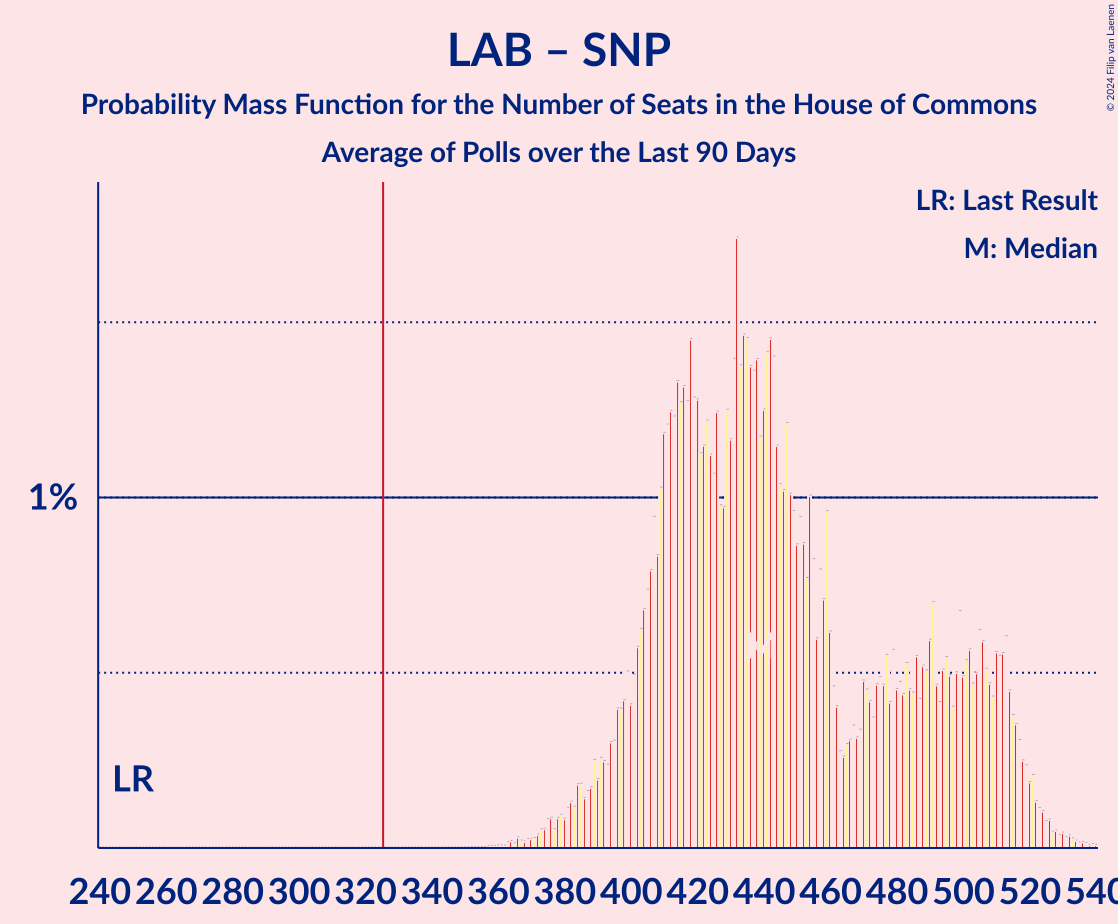 LAB – SNP
Probability Mass Function for the Number of Seats in the House of Commons
Average of Polls over the Last 90 Days
© 2024 Filip van Laenen
LR: Last Result
M: Median
1%
LR
M
240 260 280 300 320 340 360 380 400 420 440 460 480 500 520 540